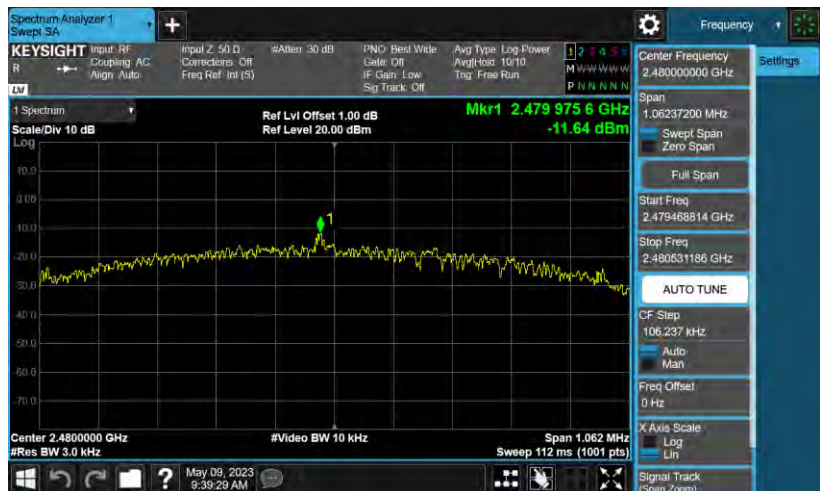 Spectrum Analyzer 1
Swept SA
+
Frequency
KEYSIGHT
R
Input: RF
Coupling: AC
Align: Auto
Input Z: 50 Ω
Corrections: Off
Freq Ref: Int (S)
#Atten: 30 dB
PNO: Best Wide
Gate: Off
IF Gain: Low
Sig Track: Off
Avg Type: Log-Power
Avg|Hold: 10/10
Trig: Free Run
1 2 3 4 5 6
M W W W W W
P N N N N N
LW
1 Spectrum
Scale/Div 10 dB
Log
Ref Lvl Offset 1.00 dB
Ref Level 20.00 dBm
Mkr1 2.479 975 6 GHz
-11.64 dBm
10.0
0.00
-10.0
-20.0
-30.0
-40.0
-50.0
-60.0
-70.0
1
Center 2.4800000 GHz
#Res BW 3.0 kHz
#Video BW 10 kHz
Span 1.062 MHz
Sweep 112 ms (1001 pts)
?
May 09, 2023
9:39:29 AM
Center Frequency
2.480000000 GHz
Settings
Span
1.06237200 MHz
Swept Span
Zero Span
Full Span
Start Freq
2.479468814 GHz
Stop Freq
2.480531186 GHz
AUTO TUNE
CF Step
106.237 kHz
Auto
Man
Freq Offset
0 Hz
X Axis Scale
Log
Lin
Signal Track
(Span Zoom)